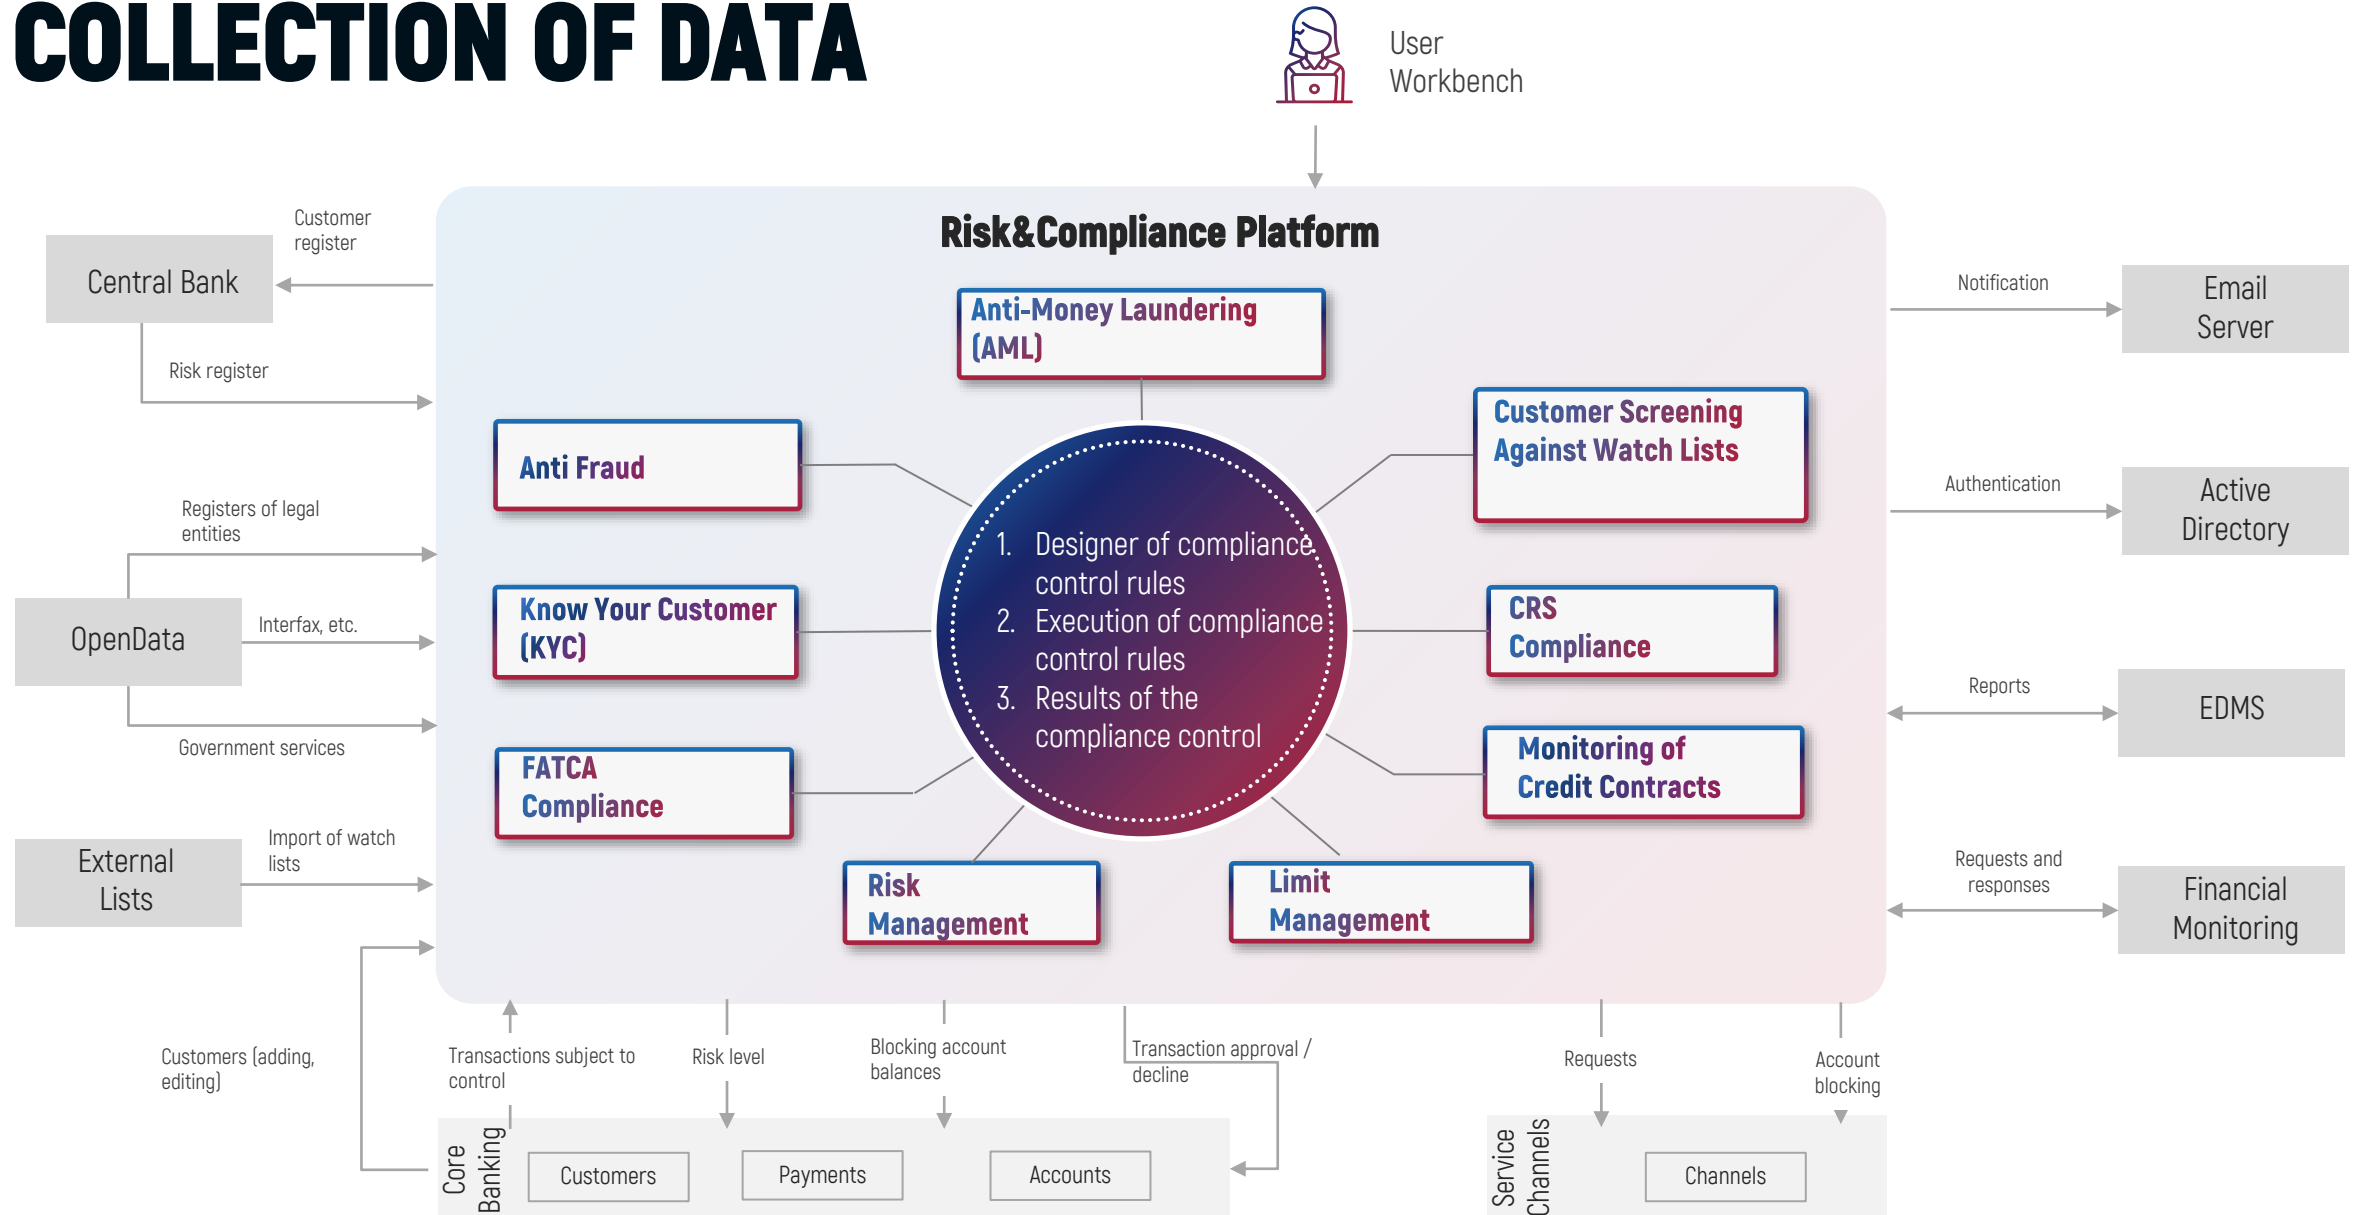 COLLECTION OF DATA
User
Workbench
Risk&Compliance Platform
Customer
register
Central Bank
Risk register
Registers of legal
entities
OpenData
Interfax, etc.
Government services
External
Lists
Import of watch
lists
Customers (adding,
editing)
Anti-Money Laundering
(AML)
Anti Fraud
Know Your Customer
(KYC)
FATCA
Compliance
Risk
Management
Limit
Management
Customer Screening
Against Watch Lists
CRS
Compliance
Monitoring of
Credit Contracts
1. Designer of compliance
control rules
2. Execution of compliance
control rules
3. Results of the
compliance control
Notification
Email
Server
Authentication
Active
Directory
Reports
EDMS
Requests and
responses
Financial
Monitoring
Transactions subject to
control
Risk level
Blocking account
balances
Transaction approval /
decline
Requests
Account
blocking
Core
Banking
Customers
Payments
Accounts
Service
Channels
Channels